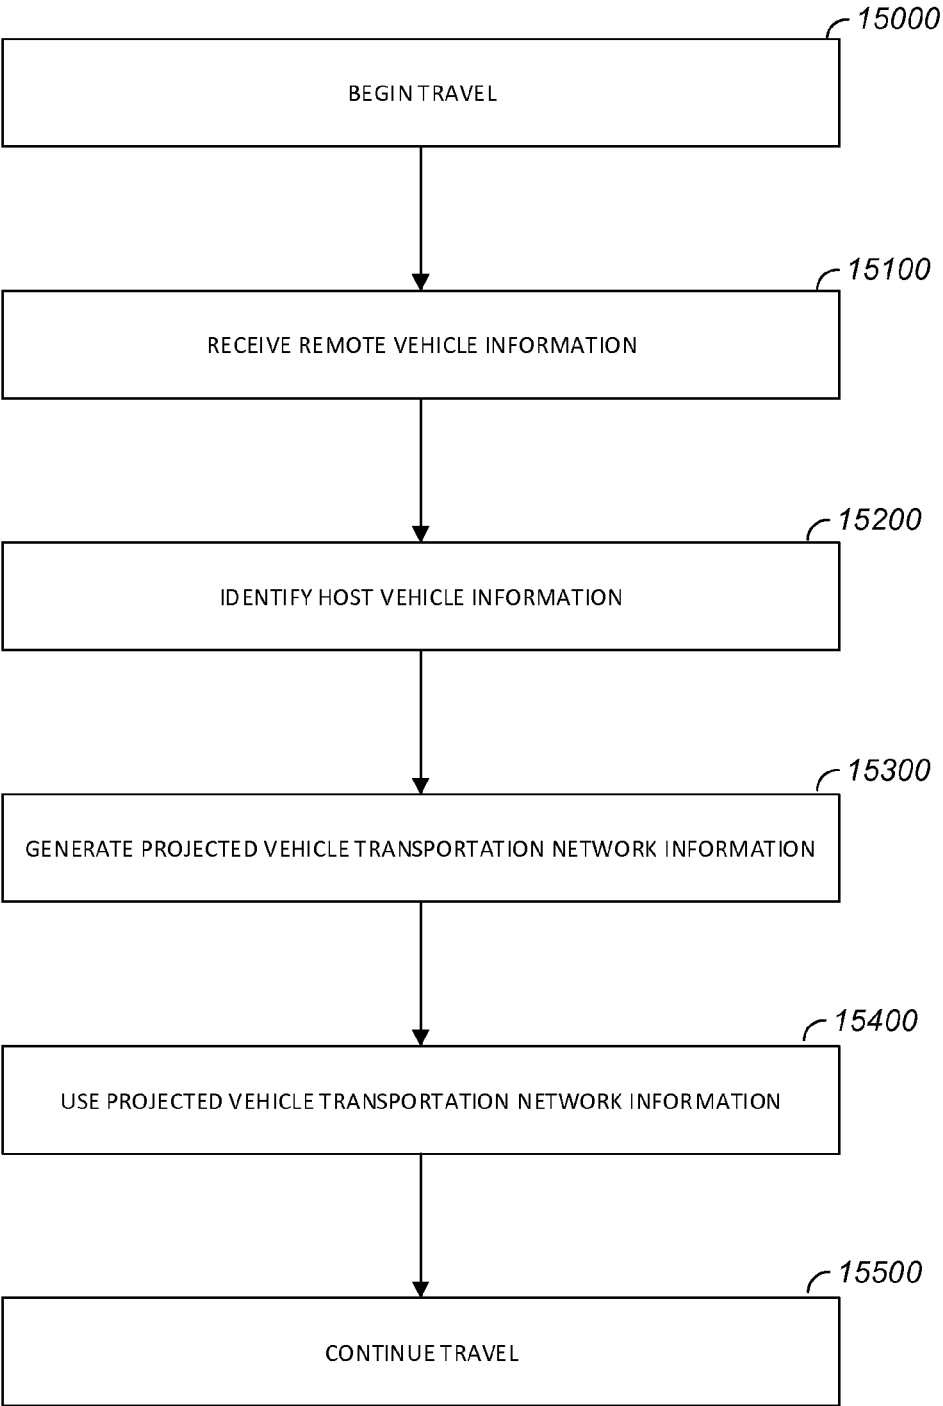 15000
BEGIN TRAVEL
15100
RECEIVE REMOTE VEHICLE INFORMATION
15200
IDENTIFY HOST VEHICLE INFORMATION
15300
GENERATE PROJECTED VEHICLE TRANSPORTATION NETWORK INFORMATION
15400
USE PROJECTED VEHICLE TRANSPORTATION NETWORK INFORMATION
15500
CONTINUE TRAVEL